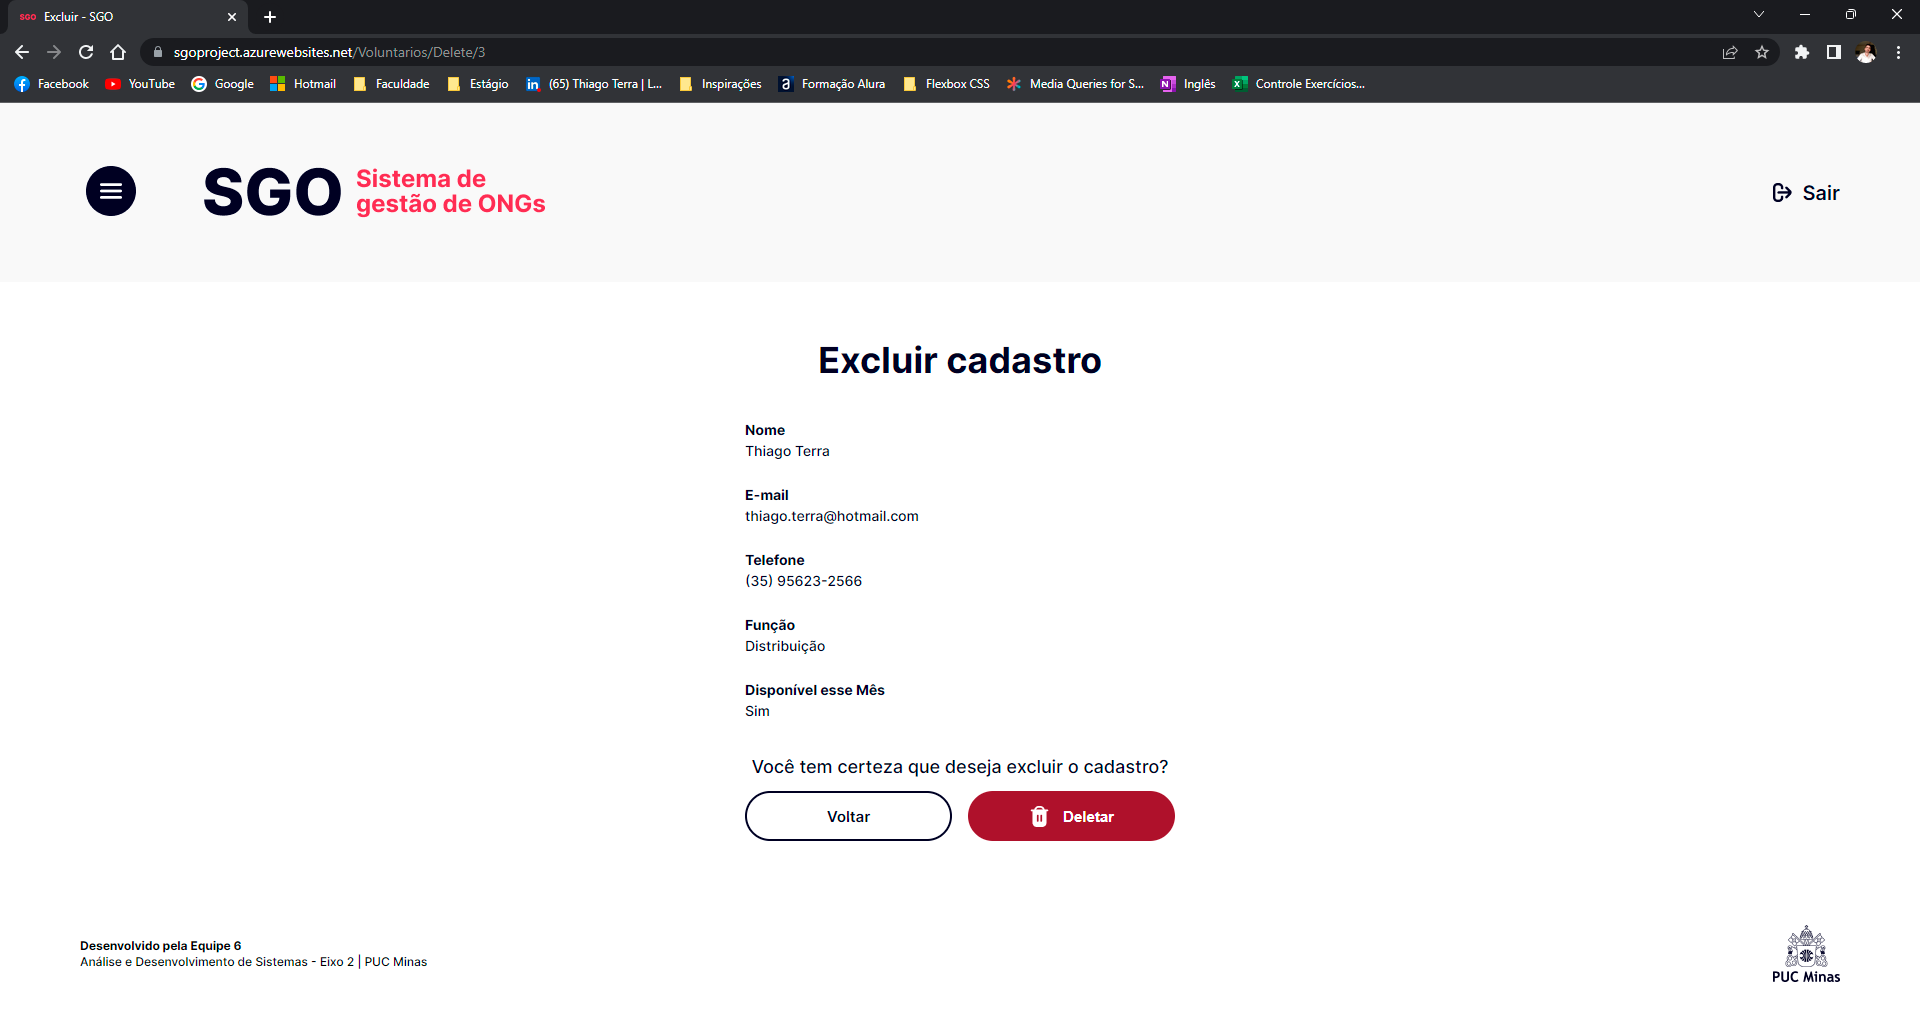 SGO Excluir - SGO
sgoproject.azurewebsites.net/Voluntarios/Delete/3
Facebook YouTube Google Hotmail Faculdade Estágio in (65) Thiago Terra | L... Inspirações a Formação Alura Flexbox CSS Media Queries for S... N Inglês X Controle Exercícios...
SGO Sistema de
gestão de ONGs
Sair
Excluir cadastro
Nome
Thiago Terra
E-mail
thiago.terra@hotmail.com
Telefone
(35) 95623-2566
Função
Distribuição
Disponível esse Mês
Sim
Você tem certeza que deseja excluir o cadastro?
Voltar Deletar
Desenvolvido pela Equipe 6
Análise e Desenvolvimento de Sistemas - Eixo 2 | PUC Minas
PUC Minas